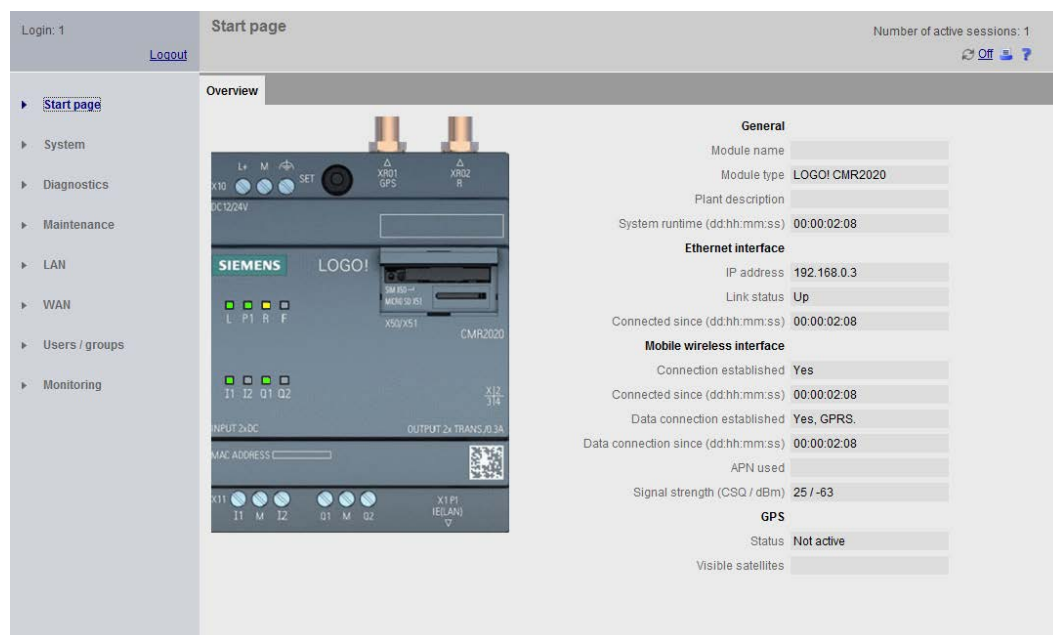 Login: 1
Logout
Start page
Number of active sessions: 1
Off ?
Start page
System
Diagnostics
Maintenance
LAN
WAN
Users / groups
Monitoring
Overview
L+ M
X10
SET
XR01
GPS
XR02
R
DC12/24V
SIEMENS LOGO!
SIM X50
MICRO SD X51
L P1 R F
X50/X51
CMR2020
I1 I2 Q1 Q2
X12
314
INPUT 2xDC OUTPUT 2x TRANS./0.3A
MAC ADDRESS
X11
I1 M I2 Q1 M Q2
X1 P1
IE(LAN)
General
Module name
Module type LOGO! CMR2020
Plant description
System runtime (dd:hh:mm:ss) 00:00:02:08
Ethernet interface
IP address 192.168.0.3
Link status Up
Connected since (dd:hh:mm:ss) 00:00:02:08
Mobile wireless interface
Connection established Yes
Connected since (dd:hh:mm:ss) 00:00:02:08
Data connection established Yes, GPRS.
Data connection since (dd:hh:mm:ss) 00:00:02:08
APN used
Signal strength (CSQ / dBm) 25 / -63
GPS
Status Not active
Visible satellites